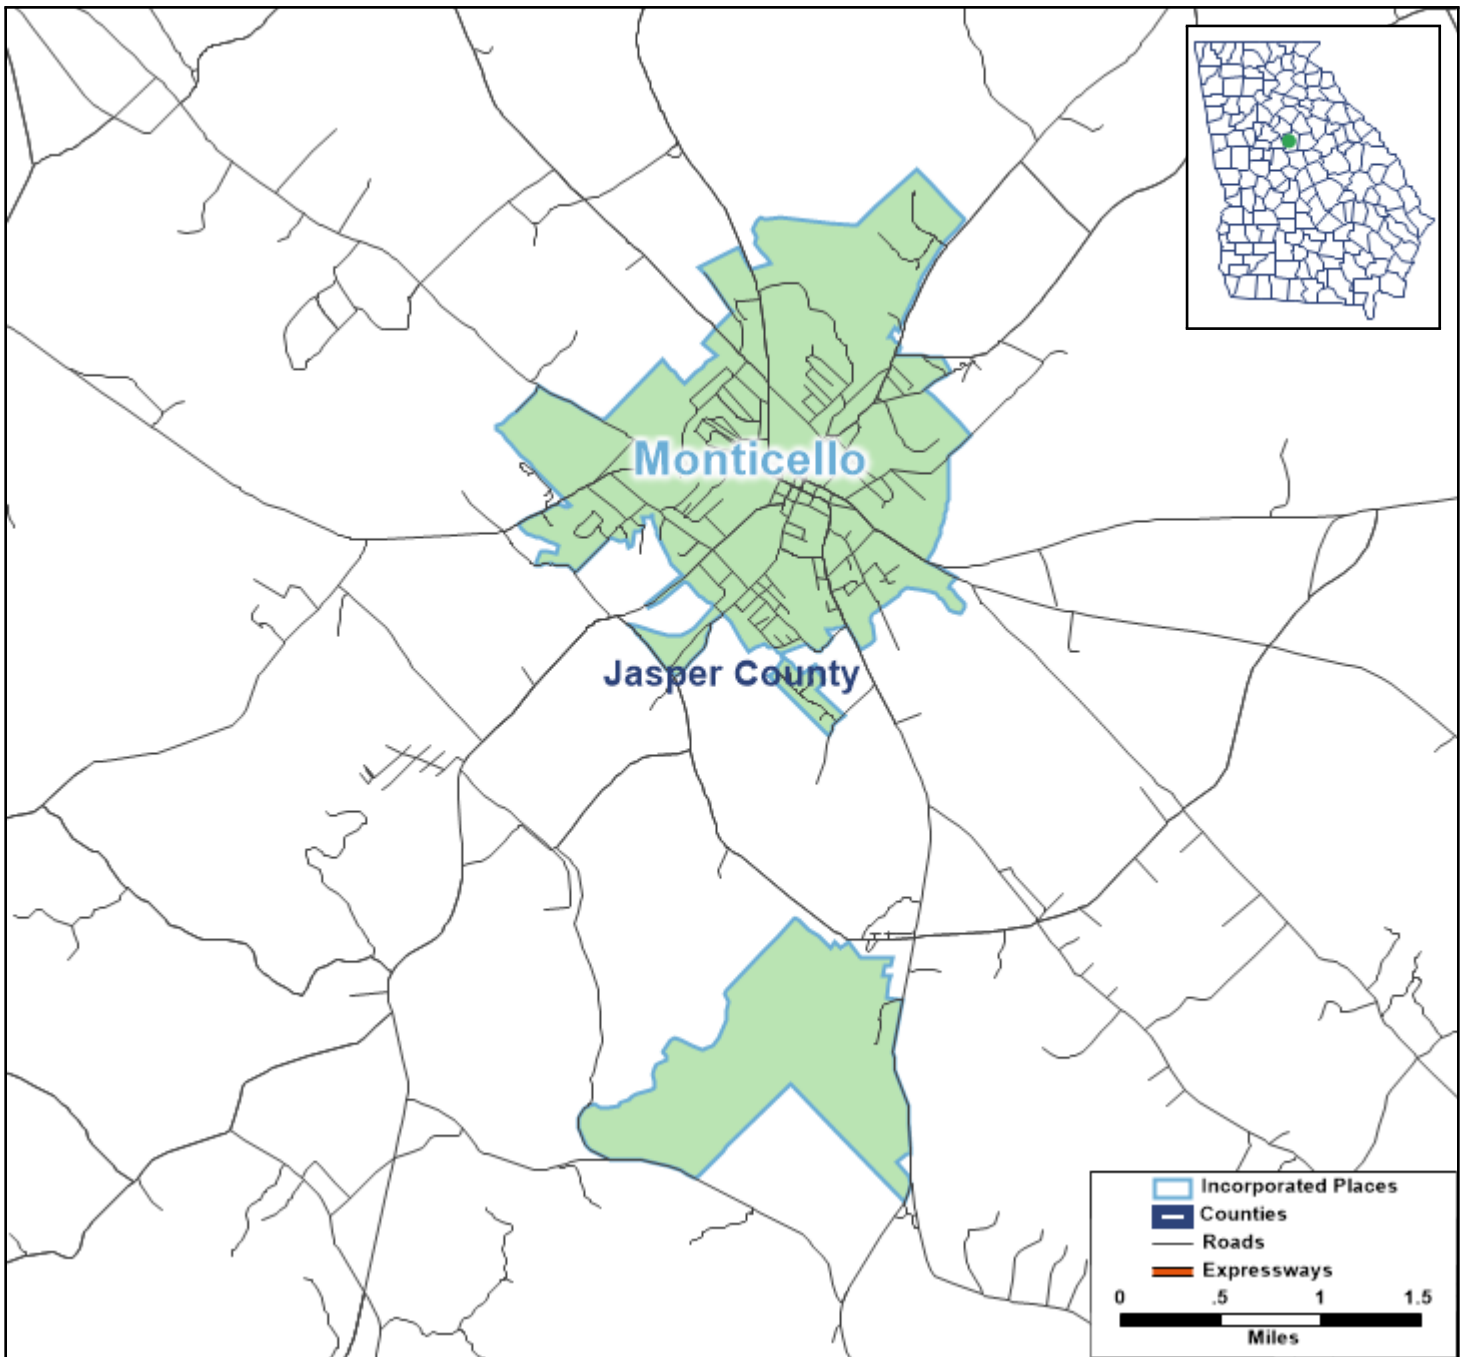 Monticello
Jasper County
Incorporated Places
Counties
Roads
Expressways
0 .5 1 1.5
Miles